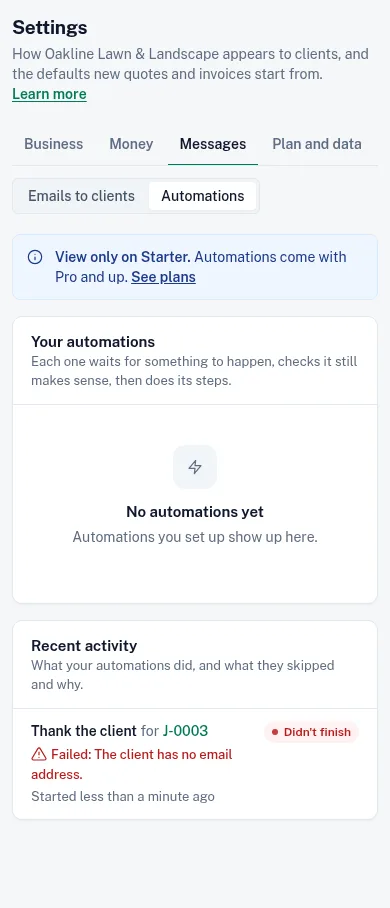 Settings
How Oakline Lawn & Landscape appears to clients, and
the defaults new quotes and invoices start from.
Learn more
Business Money Messages Plan and data
Emails to clients Automations
View only on Starter. Automations come with
Pro and up. See plans
Your automations
Each one waits for something to happen, checks it still
makes sense, then does its steps.
No automations yet
Automations you set up show up here.
Recent activity
What your automations did, and what they skipped
and why.
Thank the client for J-0003 Didn't finish
Failed: The client has no email
address.
Started less than a minute ago